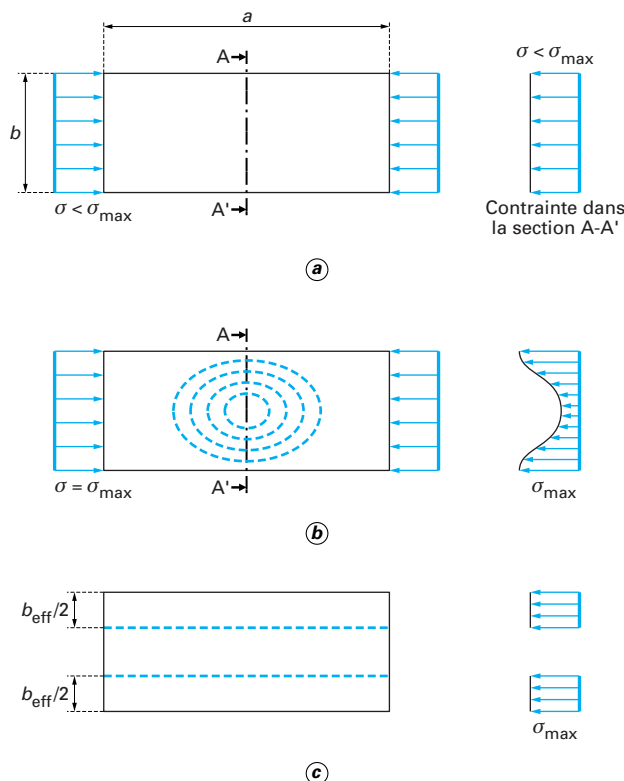 a
A
σ < σmax
b
σ < σmax
A'
Contrainte dans
la section A-A'
a
A
σ = σmax
A'
σmax
b
beff/2
beff/2
σmax
c